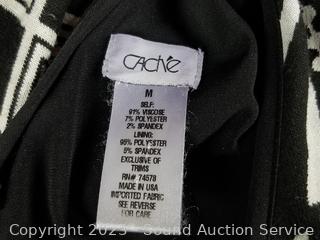 CACHÉ
M
SELF:
91% VISCOSE
7% POLYESTER
2% SPANDEX
LINING:
95% POLYESTER
5% SPANDEX
EXCLUSIVE OF
TRIMS
RN# 74578
MADE IN USA
IMPORTED FABRIC
SEE REVERSE
FOR CARE
Copyright 2023 Sound Auction Service